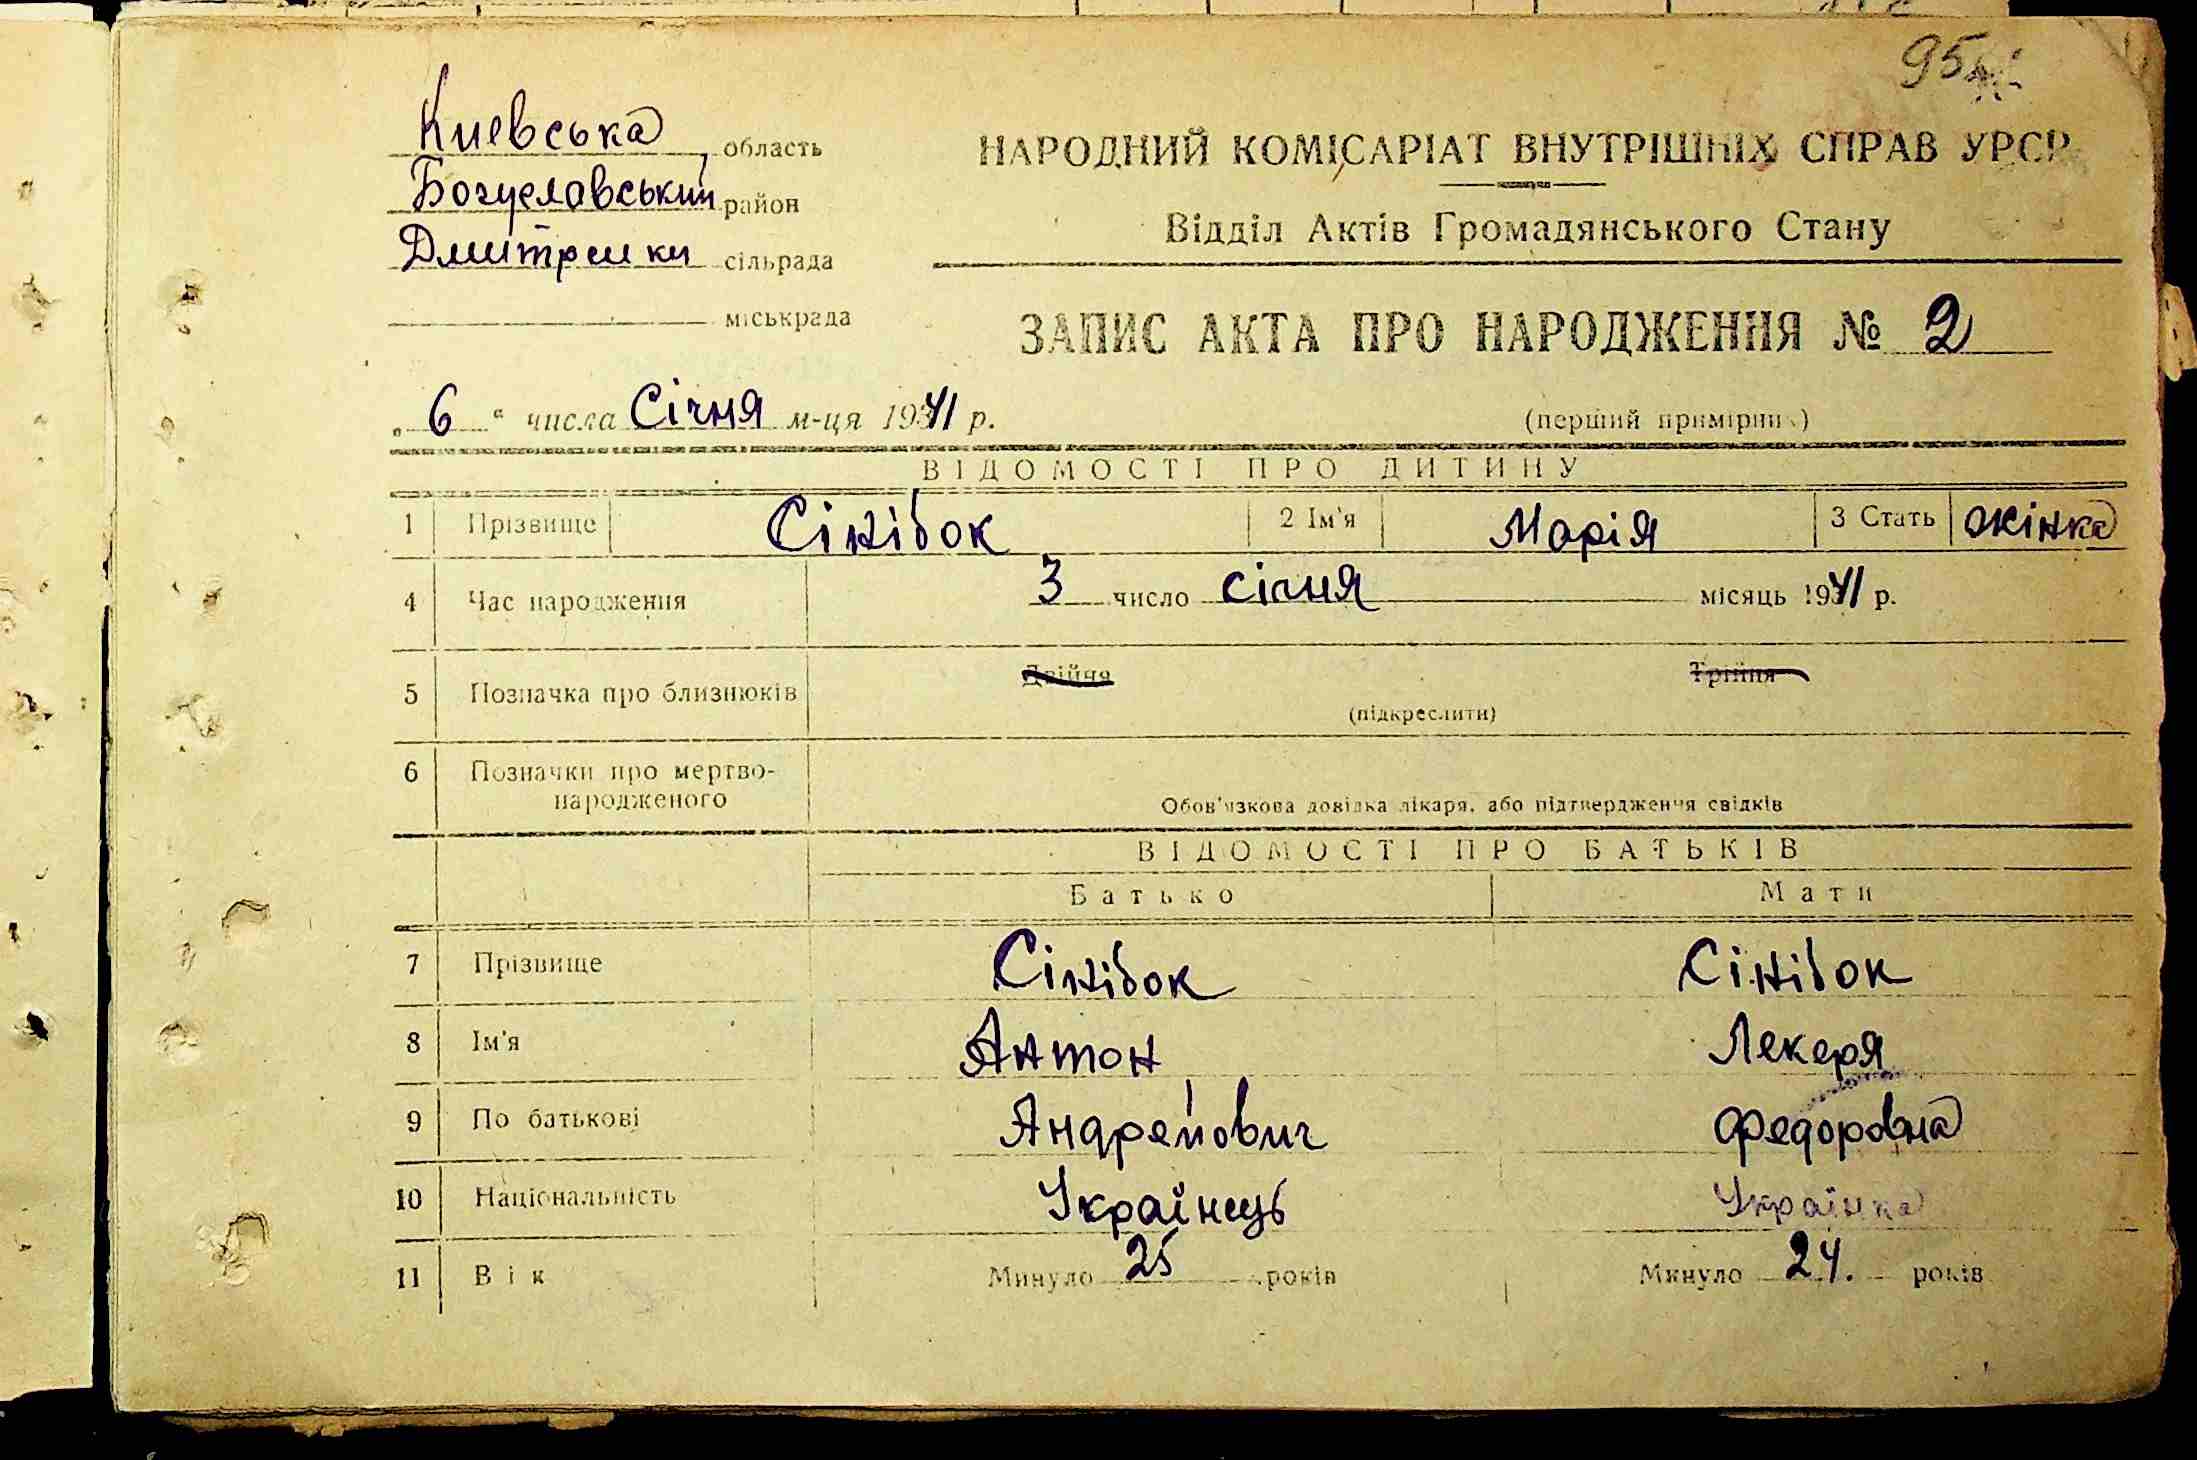 95
Киевська область
Богуславський район
Дмитренки сільрада
міськрада
НАРОДНИЙ КОМІСАРІАТ ВНУТРІШНІХ СПРАВ УРСР
Відділ Актів Громадянського Стану
ЗАПИС АКТА ПРО НАРОДЖЕННЯ № 2
„ 6 “ числа Січня м-ця 1941 р.
(перший примірник)
ВІДОМОСТІ ПРО ДИТИНУ
1 Прізвище Сінібок 2 Ім'я Марія 3 Стать жінка
4 Час народження 3 число січня місяць 1941 р.
5 Позначка про близнюків Двійня Трійня
(підкреслити)
6 Позначки про мертво-
народженого
Обов'язкова довідка лікаря, або підтвердження свідків
ВІДОМОСТІ ПРО БАТЬКІВ
Батько Мати
7 Прізвище Сінібок Сінібок
8 Ім'я Антон Лекеря
9 По батькові Андрейович Федоровна
10 Національність Українець Українка
11 Вік Минуло 25 років Минуло 24. років